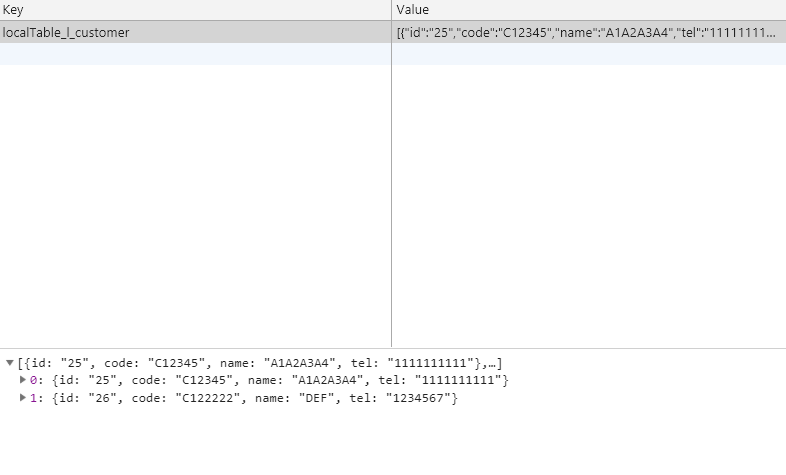 Key Value
localTable_l_customer [{"id":"25","code":"C12345","name":"A1A2A3A4","tel":"11111111...
[{id: "25", code: "C12345", name: "A1A2A3A4", tel: "1111111111"},…]
0: {id: "25", code: "C12345", name: "A1A2A3A4", tel: "1111111111"}
1: {id: "26", code: "C122222", name: "DEF", tel: "1234567"}